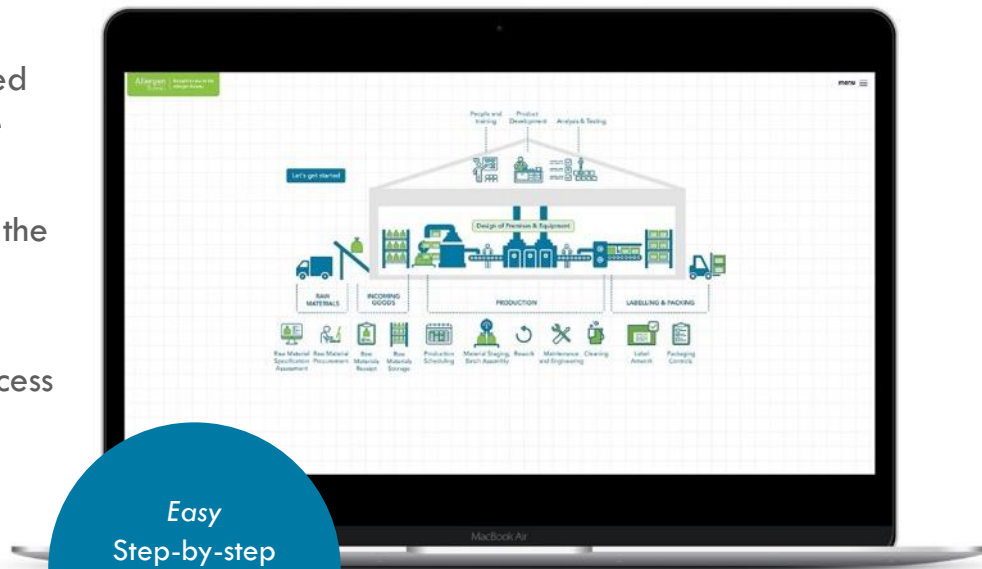 ed
the
cess
Allergen
Bureau
menu
People and
training
Product
Development
Analysis & Testing
Let's get started
Design of Premises & Equipment
RAW
MATERIALS
INCOMING
GOODS
PRODUCTION
LABELLING & PACKING
Raw Material
Specification
Assessment
Raw Material
Procurement
Raw
Materials
Receipt
Raw
Materials
Storage
Production
Scheduling
Material Staging,
Batch Assembly
Rework
Maintenance
and Engineering
Cleaning
Label
Artwork
Packaging
Controls
MacBook Air
Easy
Step-by-step